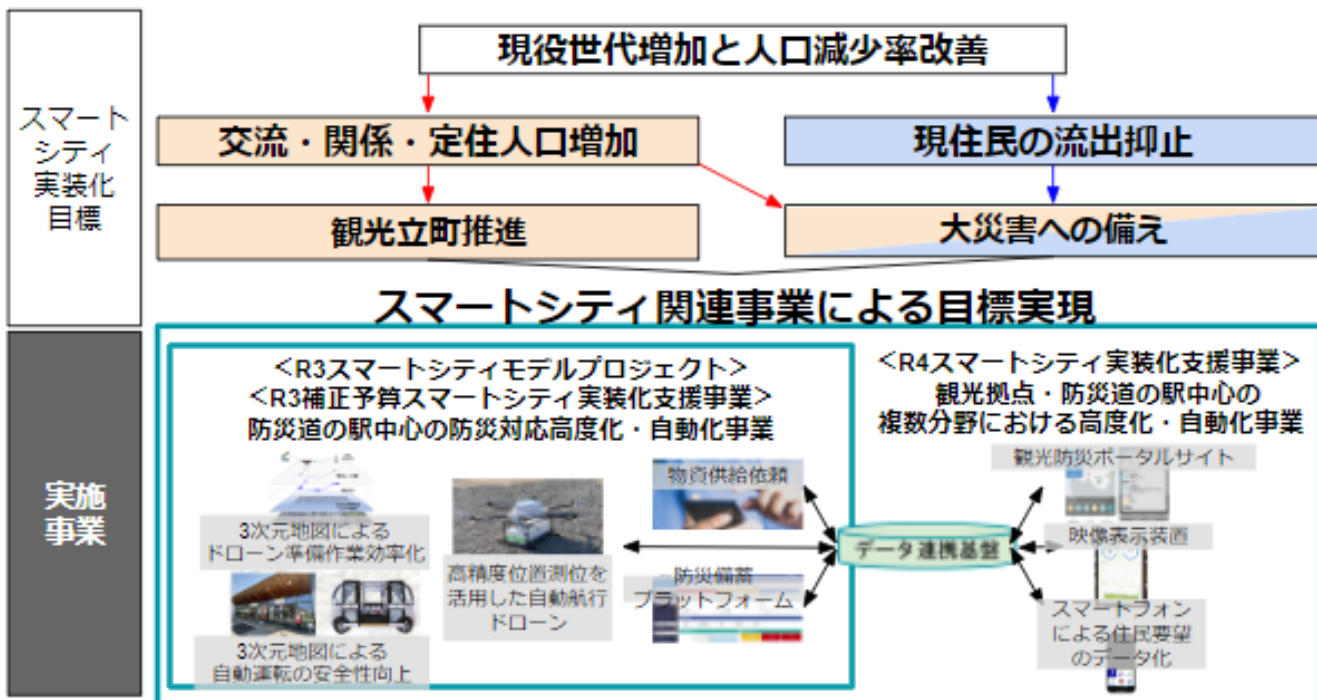 スマート
シティ
実装化
目標
現役世代増加と人口減少率改善
交流・関係・定住人口増加
現住民の流出抑止
観光立町推進
大災害への備え
スマートシティ関連事業による目標実現
実施
事業
<R3スマートシティモデルプロジェクト>
<R3補正予算スマートシティ実装化支援事業>
防災道の駅中心の防災対応高度化・自動化事業
3次元地図による
ドローン準備作業効率化
3次元地図による
自動運転の安全性向上
高精度位置測位を
活用した自動航行
ドローン
物資供給依頼
防災備蓄
プラットフォーム
データ連携基盤
<R4スマートシティ実装化支援事業>
観光拠点・防災道の駅中心の
複数分野における高度化・自動化事業
観光防災ポータルサイト
映像表示装置
スマートフォン
による住民要望
のデータ化